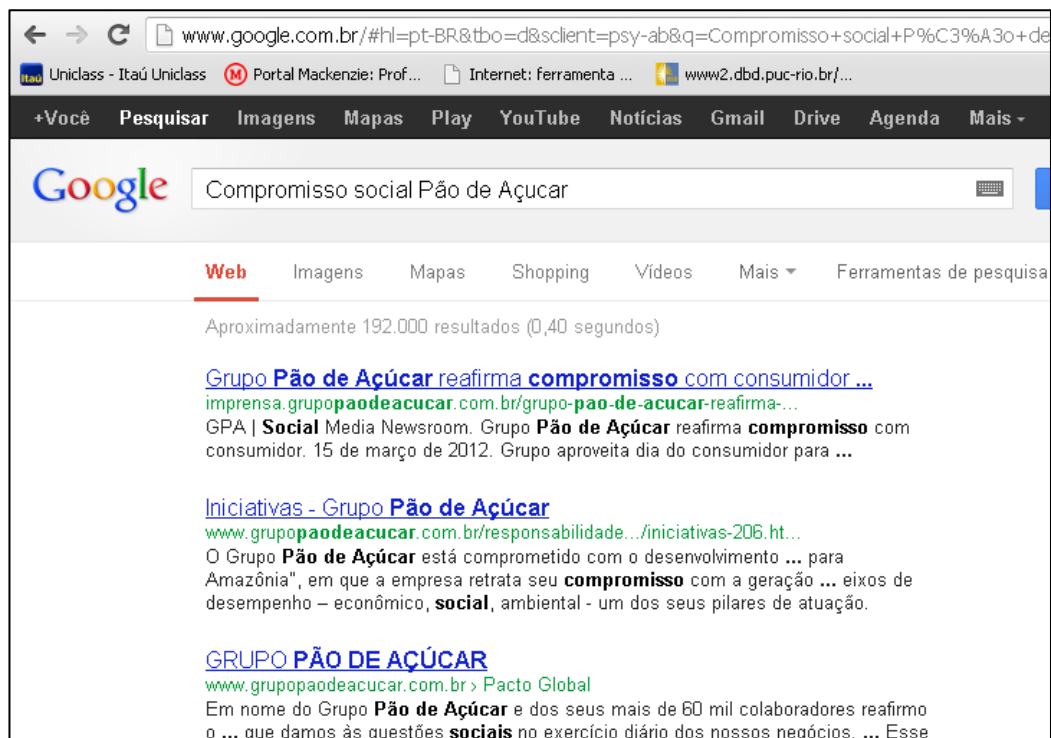 www.google.com.br/#hl=pt-BR&tbo=d&sclient=psy-ab&q=Compromisso+social+P%C3%A3o+de
Itaú Uniclass - Itaú Uniclass M Portal Mackenzie: Prof... Internet: ferramenta ... www2.dbd.puc-rio.br/...
+Você Pesquisar Imagens Mapas Play YouTube Notícias Gmail Drive Agenda Mais
Google Compromisso social Pão de Açucar
Web Imagens Mapas Shopping Vídeos Mais Ferramentas de pesquisa
Aproximadamente 192.000 resultados (0,40 segundos)
Grupo Pão de Açúcar reafirma compromisso com consumidor ...
imprensa.grupopaodeacucar.com.br/grupo-pao-de-acucar-reafirma-...
GPA | Social Media Newsroom. Grupo Pão de Açúcar reafirma compromisso com
consumidor. 15 de março de 2012. Grupo aproveita dia do consumidor para ...
Iniciativas - Grupo Pão de Açúcar
www.grupopaodeacucar.com.br/responsabilidade.../iniciativas-206.ht...
O Grupo Pão de Açúcar está comprometido com o desenvolvimento ... para
Amazônia", em que a empresa retrata seu compromisso com a geração ... eixos de
desempenho – econômico, social, ambiental - um dos seus pilares de atuação.
GRUPO PÃO DE AÇÚCAR
www.grupopaodeacucar.com.br › Pacto Global
Em nome do Grupo Pão de Açúcar e dos seus mais de 60 mil colaboradores reafirmo
o ... que damos às questões sociais no exercício diário dos nossos negócios. ... Esse